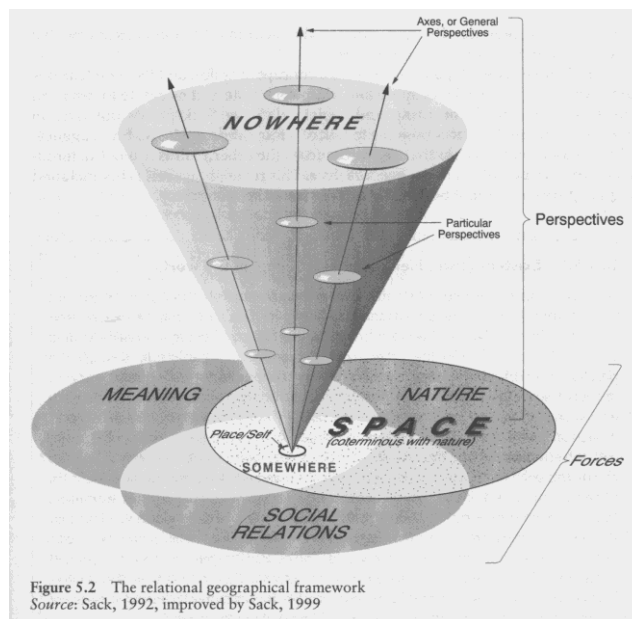 Axes, or General
Perspectives
NOWHERE
Particular
Perspectives
Perspectives
MEANING
NATURE
SPACE
(coterminous with nature)
Place/Self
SOMEWHERE
Forces
SOCIAL
RELATIONS
Figure 5.2 The relational geographical framework
Source: Sack, 1992, improved by Sack, 1999